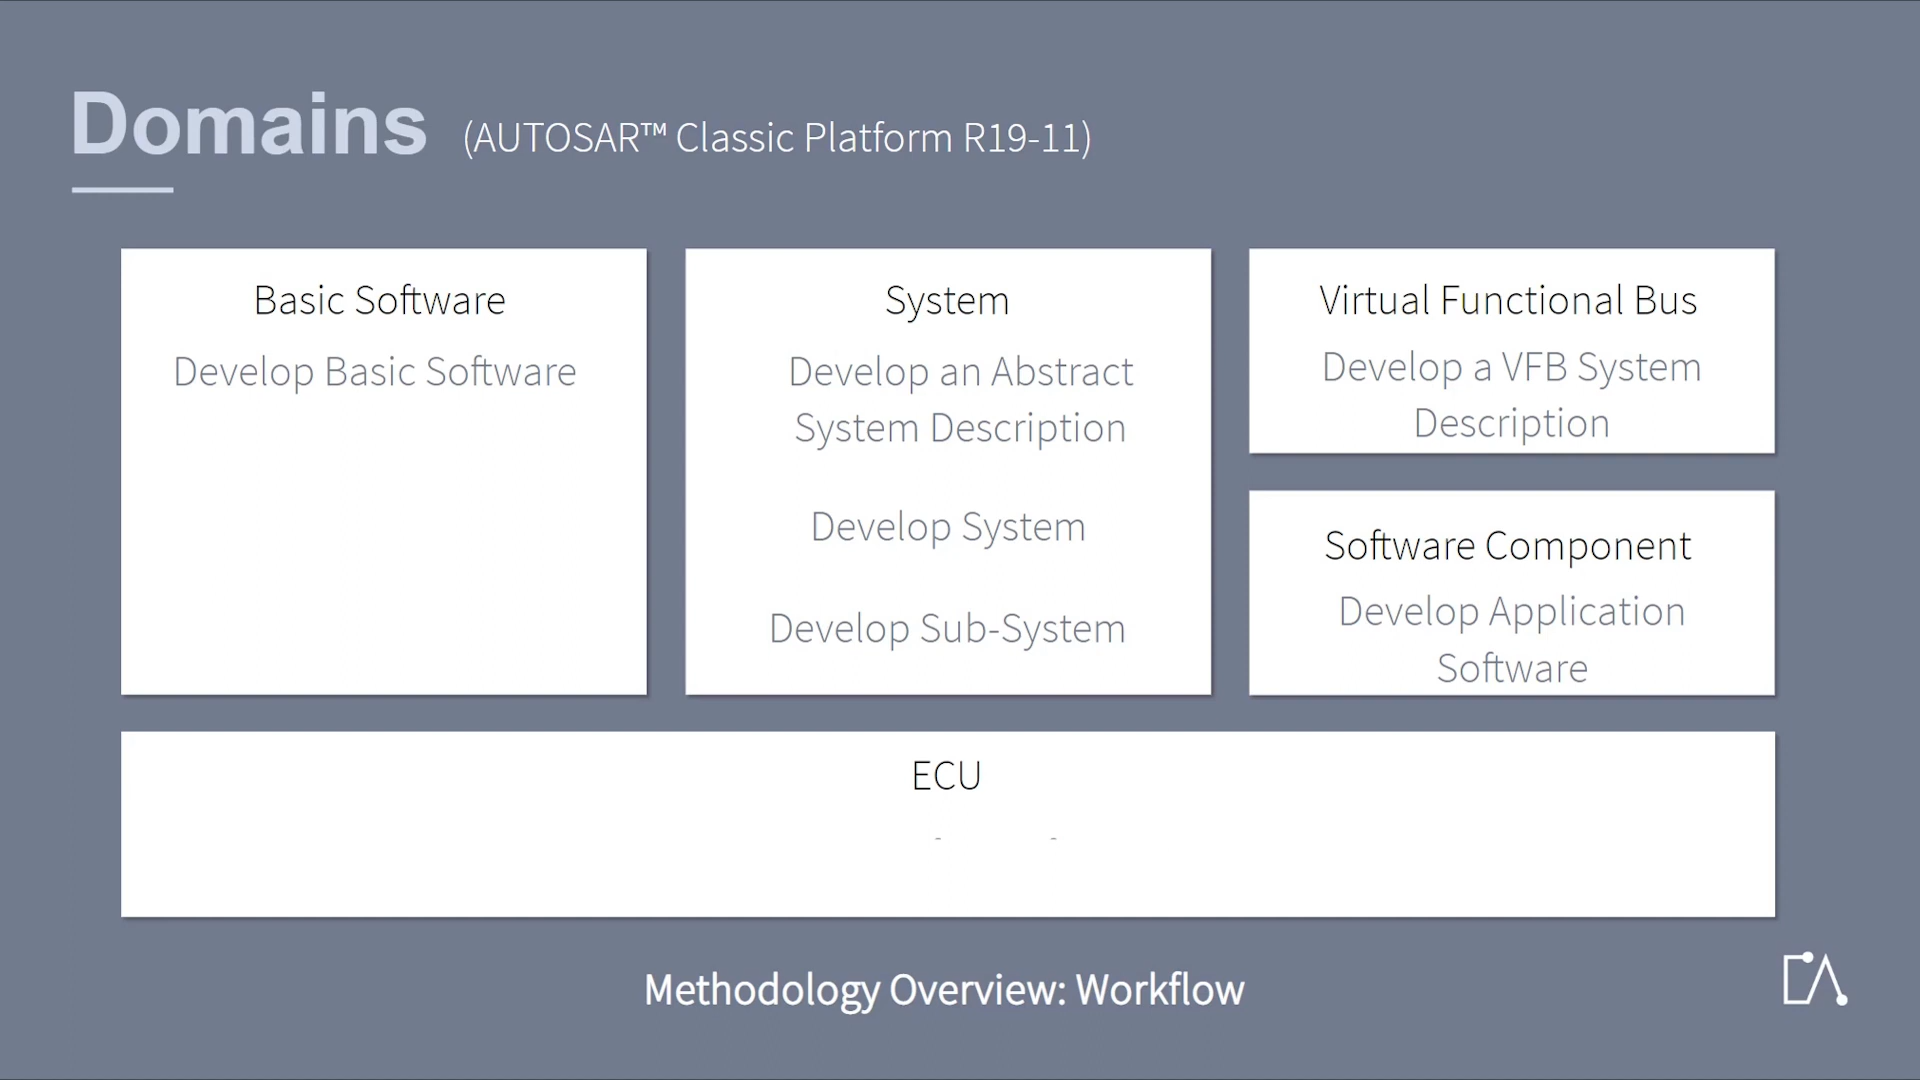 Domains (AUTOSAR™ Classic Platform R19-11)
Basic Software
Develop Basic Software
System
Develop an Abstract
System Description
Develop System
Develop Sub-System
Virtual Functional Bus
Develop a VFB System
Description
Software Component
Develop Application
Software
ECU
Methodology Overview: Workflow